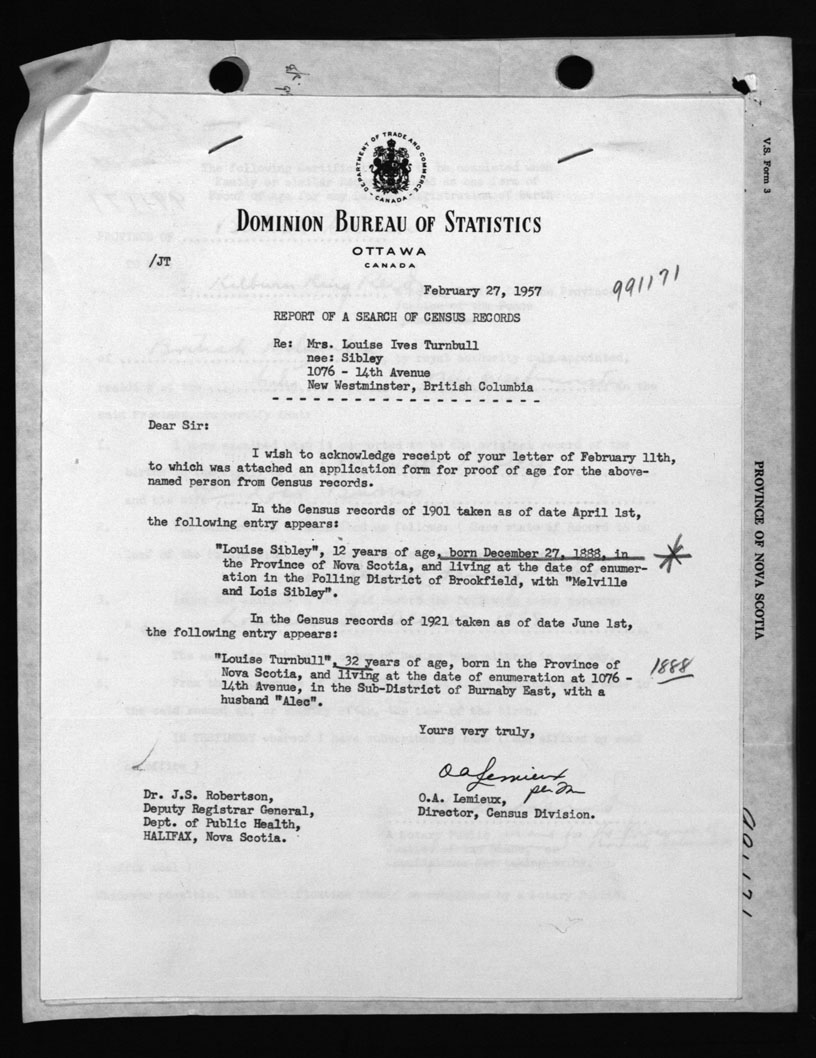 DEPARTMENT OF TRADE AND COMMERCE
- CANADA -
DOMINION BUREAU OF STATISTICS
OTTAWA
CANADA
/JT
February 27, 1957
991171
REPORT OF A SEARCH OF CENSUS RECORDS
Re: Mrs. Louise Ives Turnbull
nee: Sibley
1076 - 14th Avenue
New Westminster, British Columbia
- - - - - - - - - - - - - - - - - - - -
Dear Sir:
I wish to acknowledge receipt of your letter of February 11th,
to which was attached an application form for proof of age for the above-
named person from Census records.
In the Census records of 1901 taken as of date April 1st,
the following entry appears:
"Louise Sibley", 12 years of age, born December 27, 1888, in
the Province of Nova Scotia, and living at the date of enumer-
ation in the Polling District of Brookfield, with "Melville
and Lois Sibley".
In the Census records of 1921 taken as of date June 1st,
the following entry appears:
"Louise Turnbull", 32 years of age, born in the Province of
Nova Scotia, and living at the date of enumeration at 1076 -
14th Avenue, in the Sub-District of Burnaby East, with a
husband "Alec".
1888
Yours very truly,
O A Lemieux
per
O.A. Lemieux,
Director, Census Division.
Dr. J.S. Robertson,
Deputy Registrar General,
Dept. of Public Health,
HALIFAX, Nova Scotia.
V.S. Form 3
PROVINCE OF NOVA SCOTIA
991171